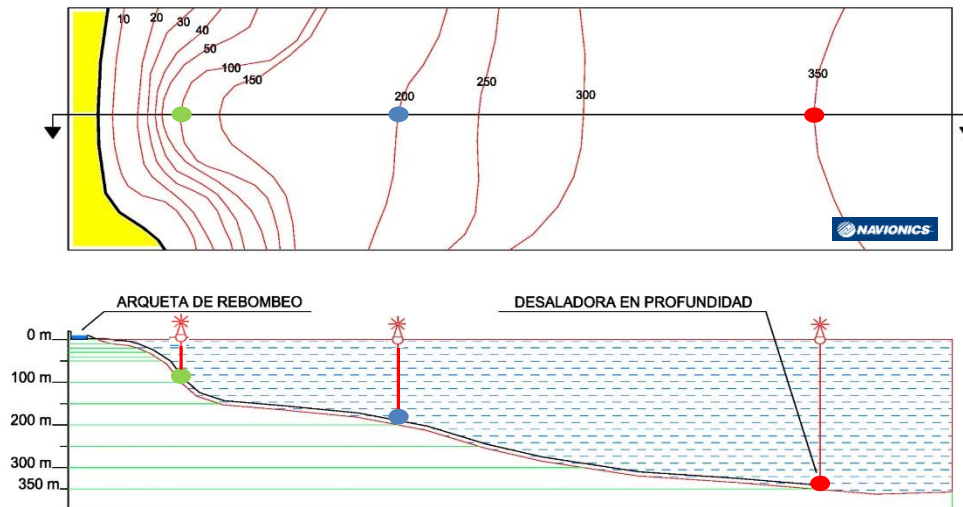 10
20
30
40
50
100
150
200
250
300
350
NAVIONICS
ARQUETA DE REBOMBEO
DESALADORA EN PROFUNDIDAD
0 m
100 m
200 m
300 m
350 m